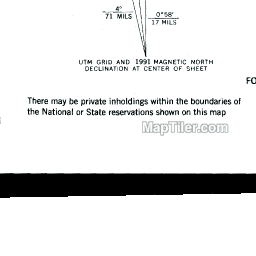 4°
71 MILS
0°58'
17 MILS
UTM GRID AND 1991 MAGNETIC NORTH
DECLINATION AT CENTER OF SHEET
FO
There may be private inholdings within the boundaries of
the National or State reservations shown on this map
MapTiler.com